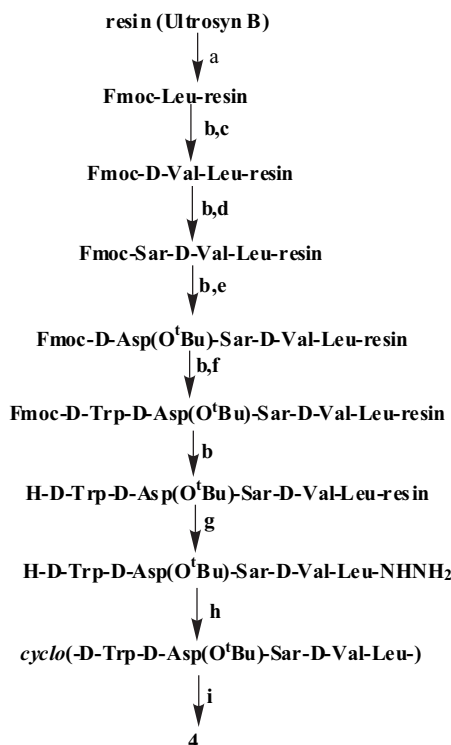 resin (Ultrosyn B)
a
Fmoc-Leu-resin
b,c
Fmoc-D-Val-Leu-resin
b,d
Fmoc-Sar-D-Val-Leu-resin
b,e
Fmoc-D-Asp(OᵗBu)-Sar-D-Val-Leu-resin
b,f
Fmoc-D-Trp-D-Asp(OᵗBu)-Sar-D-Val-Leu-resin
b
H-D-Trp-D-Asp(OᵗBu)-Sar-D-Val-Leu-resin
g
H-D-Trp-D-Asp(OᵗBu)-Sar-D-Val-Leu-NHNH₂
h
cyclo(-D-Trp-D-Asp(OᵗBu)-Sar-D-Val-Leu-)
i
4